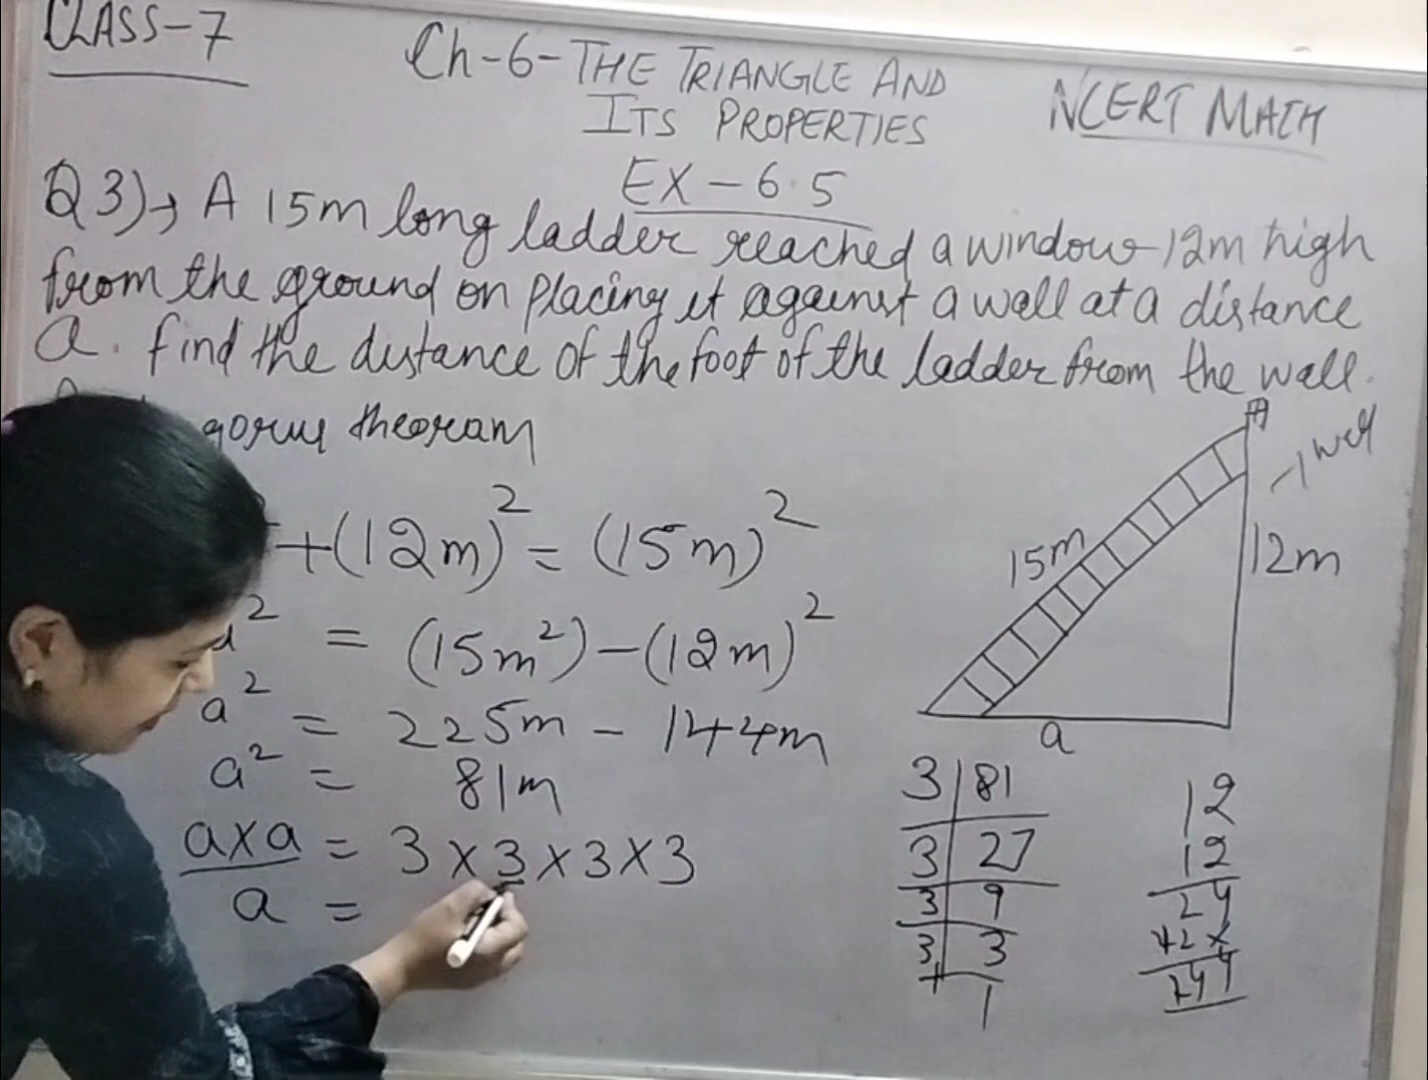 CLASS-7
Ch-6-THE TRIANGLE AND
ITS PROPERTIES
NCERT MATH
EX-6.5
Q3)→ A 15m long ladder reached a window 12m high
from the ground on placing it against a wall at a distance
a. find the distance of the foot of the ladder from the wall.
theoram
+(12m)² = (15m)²
a² = (15m²)-(12m)²
a² = 225m - 144m
a² = 81m
a×a = 3×3×3×3
a =
15m
12m
a
3|81
3|27
3|9
3|3
1
12
12
24
12×
144